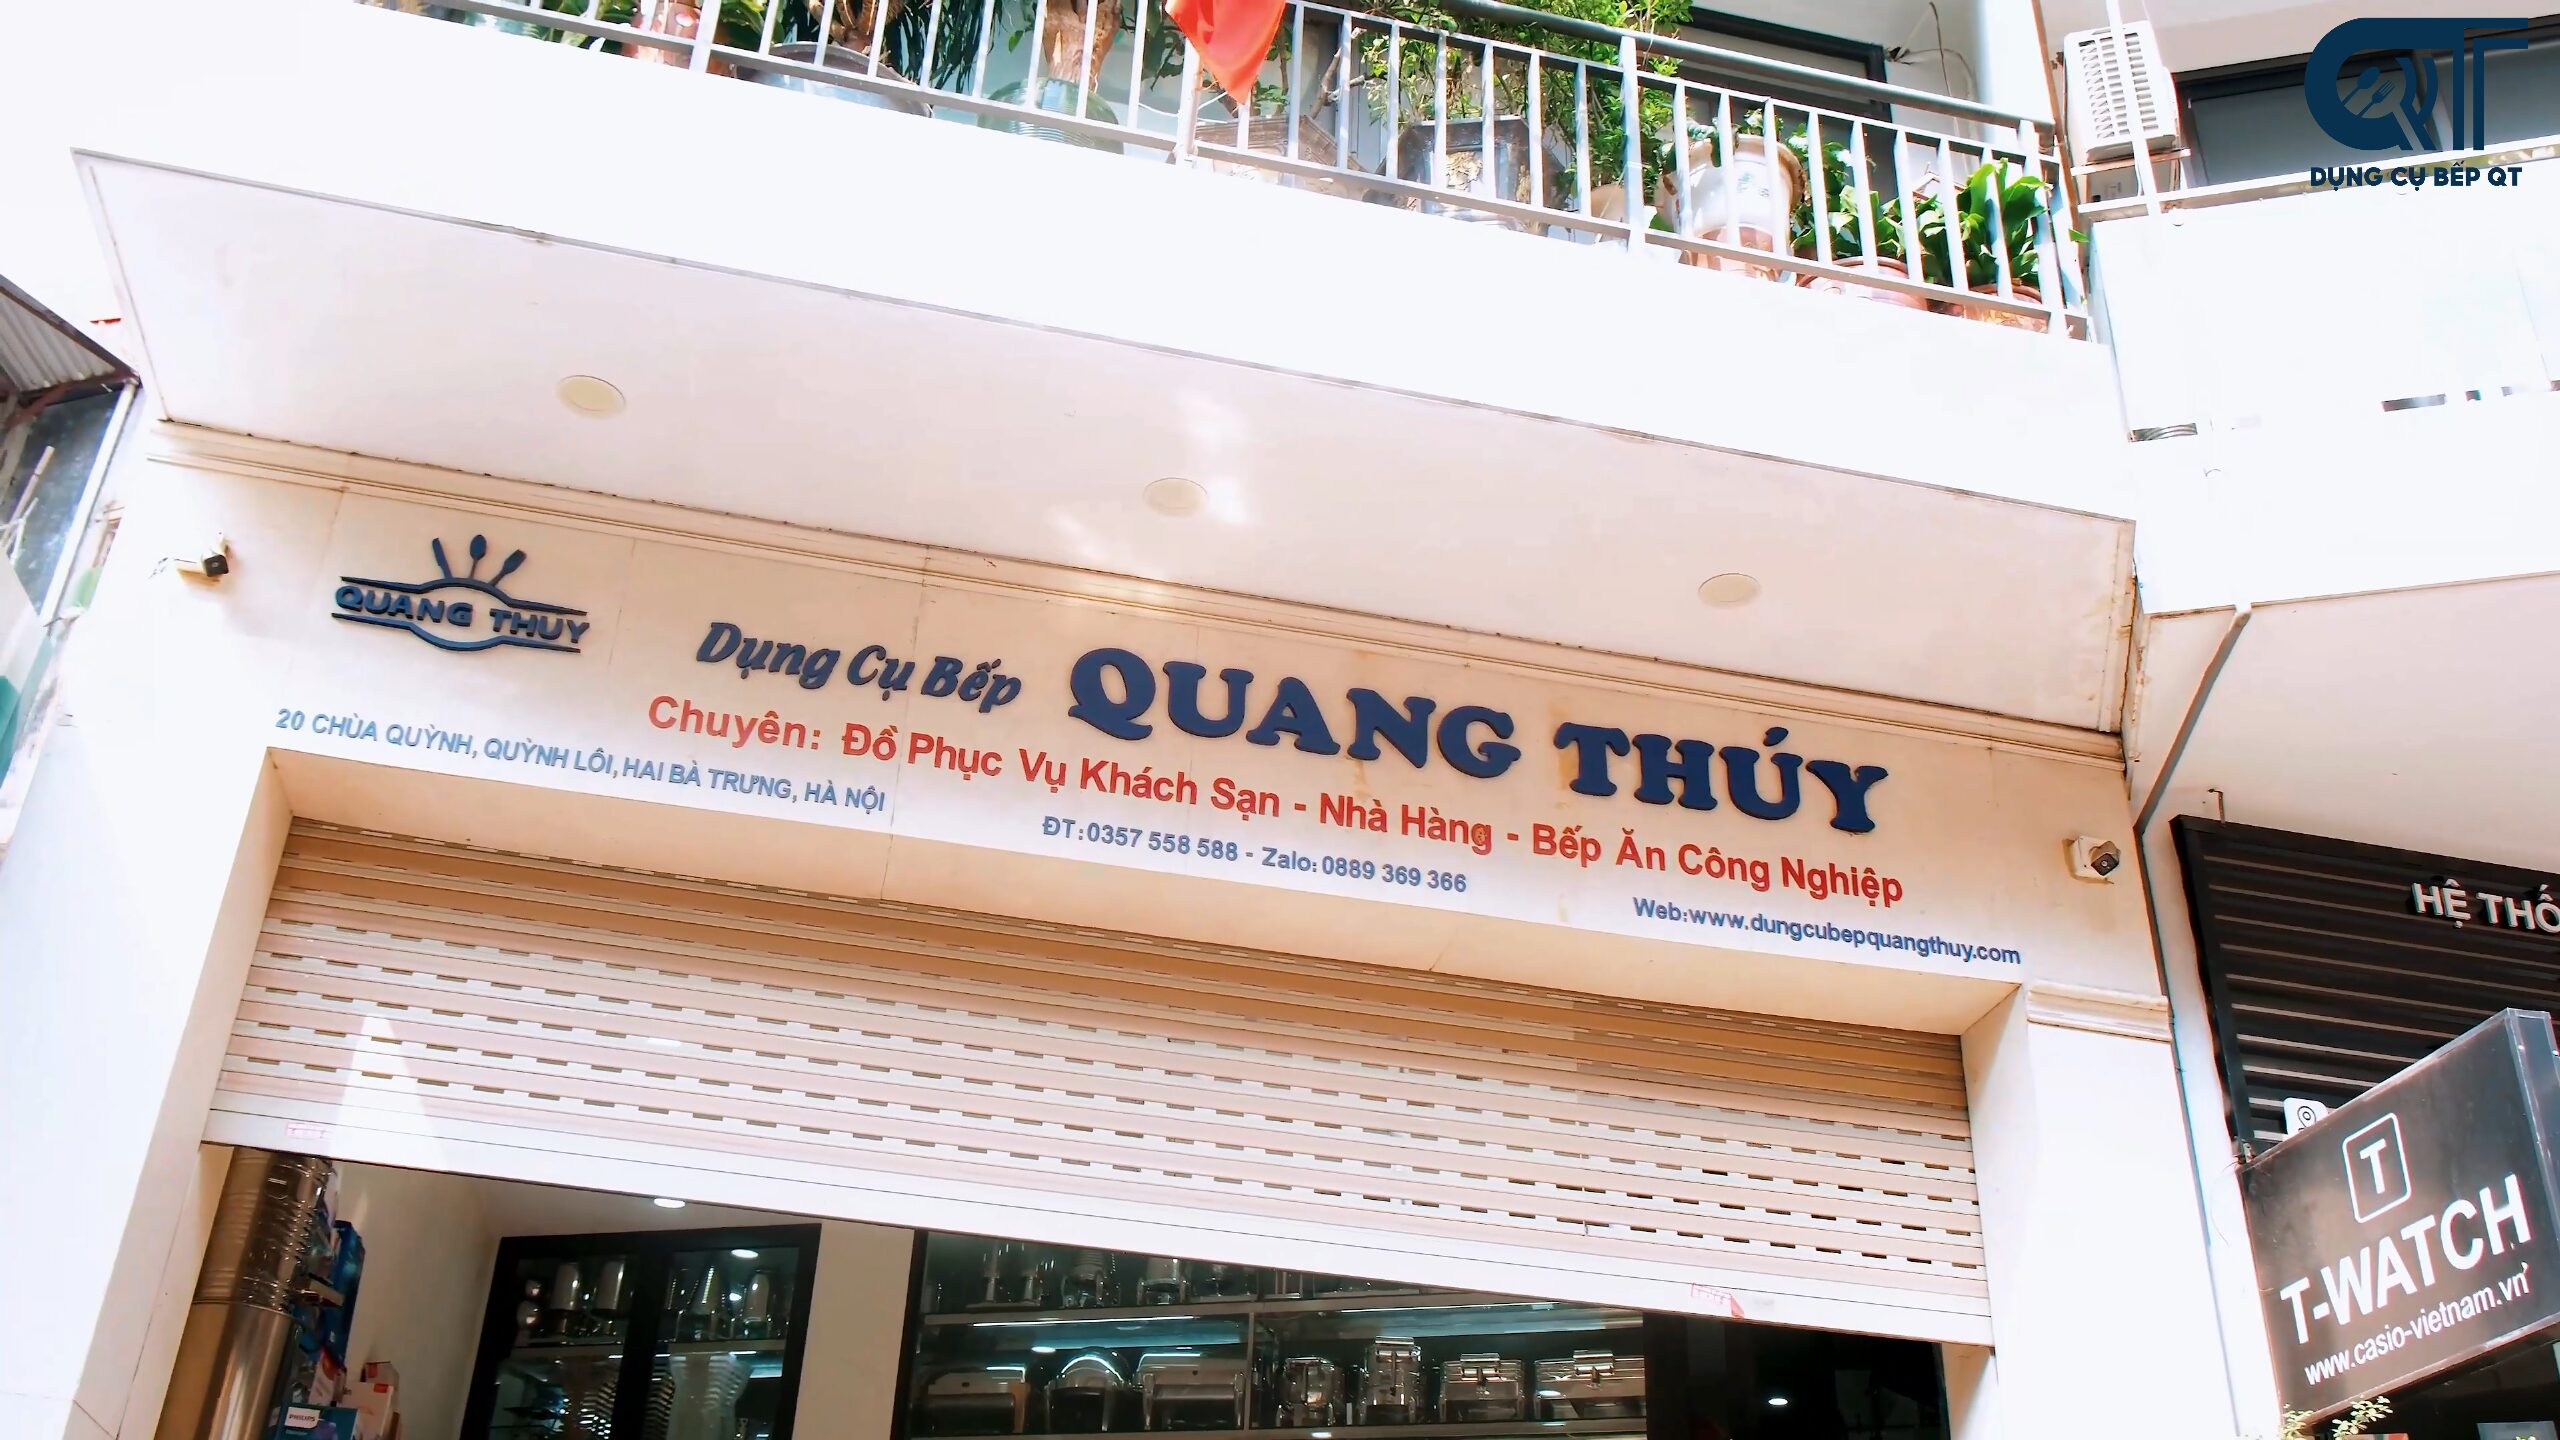 DỤNG CỤ BẾP QT
QUANG THUY
Dụng Cụ Bếp QUANG THÚY
Chuyên: Đồ Phục Vụ Khách Sạn - Nhà Hàng - Bếp Ăn Công Nghiệp
20 CHÙA QUỲNH, QUỲNH LÔI, HAI BÀ TRƯNG, HÀ NỘI
ĐT: 0357 558 588 - Zalo: 0889 369 366
Web:www.dungcubepquangthuy.com
HỆ THỐ
T
T-WATCH
www.casio-vietnam.vn
PHILIPS